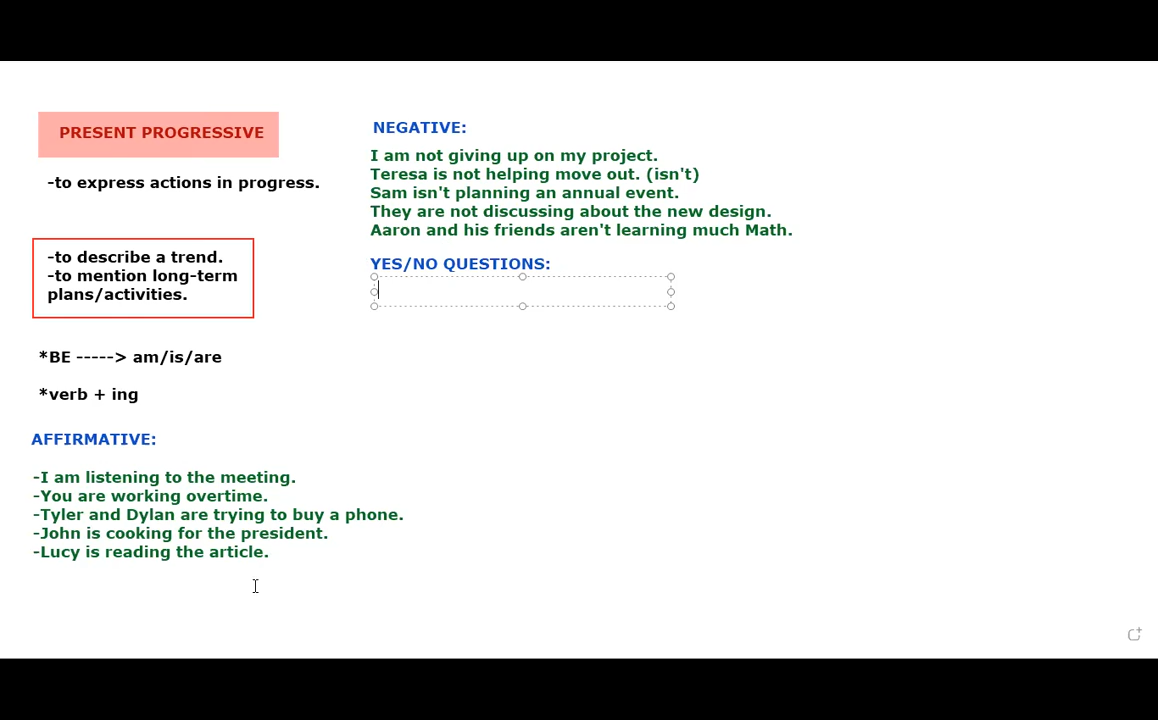 PRESENT PROGRESSIVE
-to express actions in progress.
-to describe a trend.
-to mention long-term
plans/activities.
*BE -----> am/is/are
*verb + ing
AFFIRMATIVE:
-I am listening to the meeting.
-You are working overtime.
-Tyler and Dylan are trying to buy a phone.
-John is cooking for the president.
-Lucy is reading the article.
NEGATIVE:
I am not giving up on my project.
Teresa is not helping move out. (isn't)
Sam isn't planning an annual event.
They are not discussing about the new design.
Aaron and his friends aren't learning much Math.
YES/NO QUESTIONS: